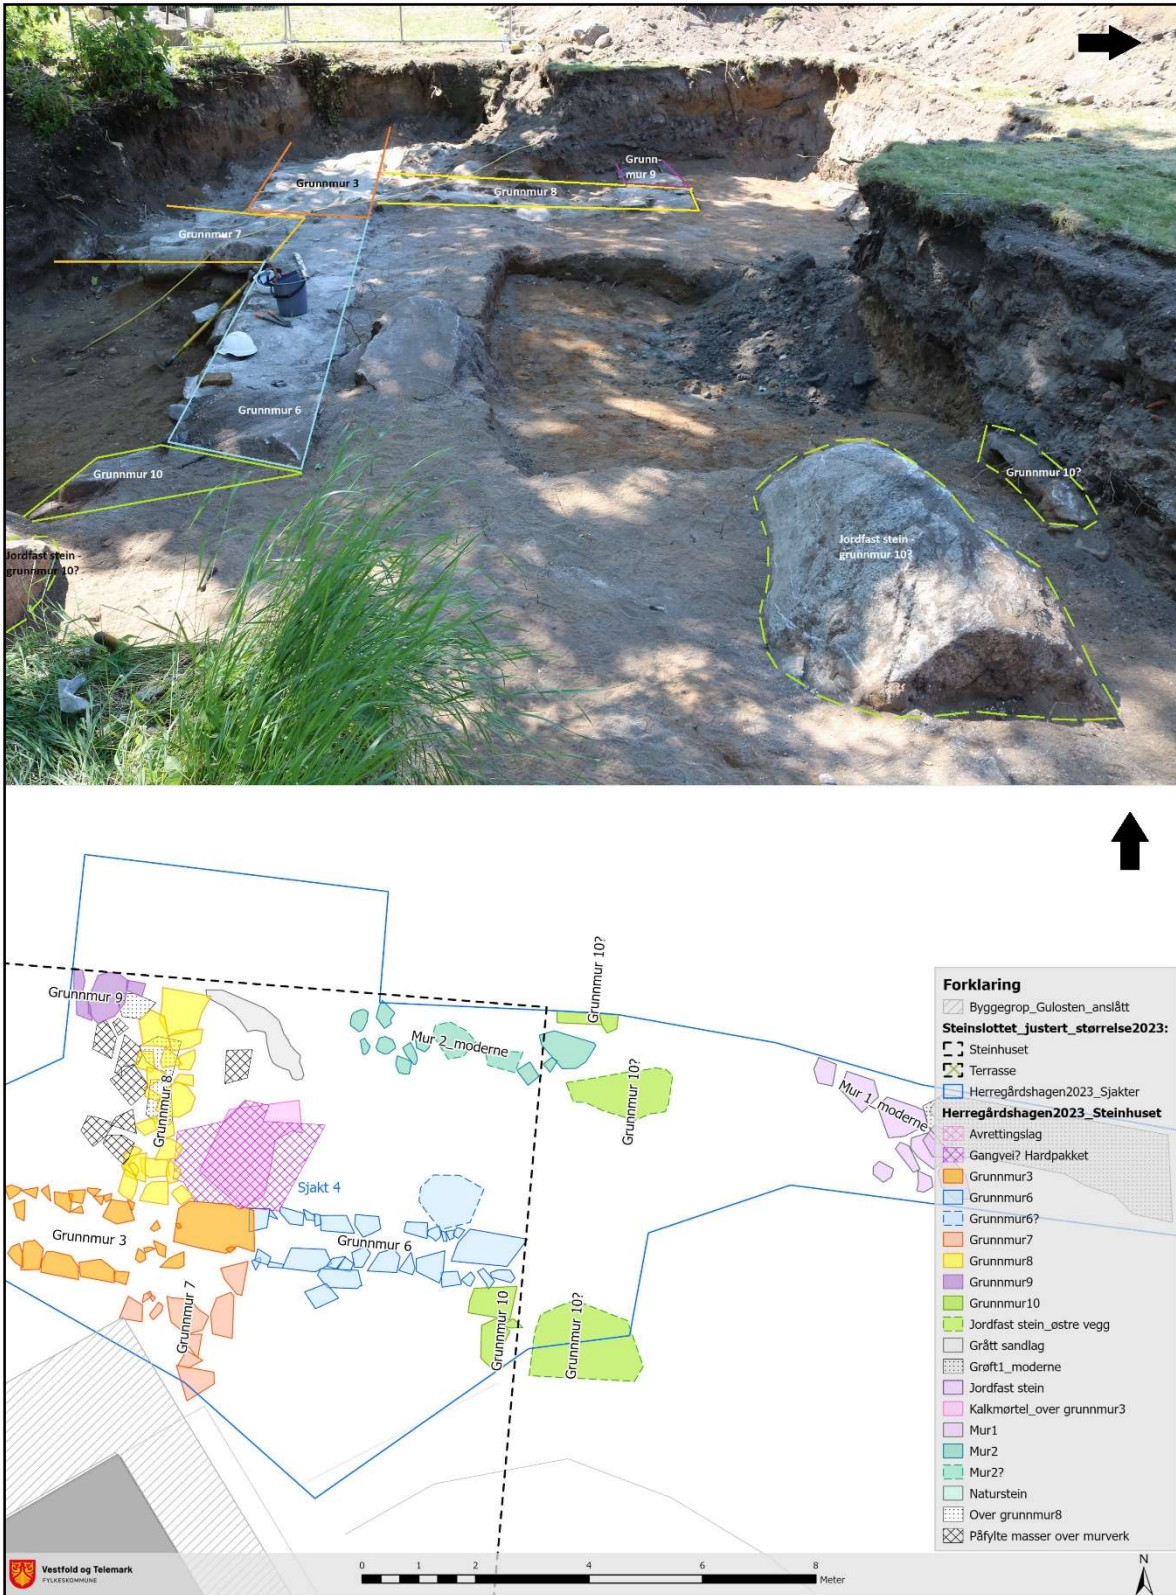 Grunn-
mur 9
Grunnmur 3
Grunnmur 8
Grunnmur 7
Grunnmur 6
Grunnmur 10
Grunnmur 10?
Jordfast stein -
grunnmur 10?
Jordfast stein -
grunnmur 10?
Grunnmur 10?
Grunnmur 9
Mur 2_moderne
Grunnmur 10?
Mur 1_moderne
Grunnmur 8
Sjakt 4
Grunnmur 3
Grunnmur 6
Grunnmur 7
Grunnmur 10
Grunnmur 10?
Forklaring
Byggegrop_Gulosten_anslått
Steinslottet_justert_størrelse2023:
Steinhuset
Terrasse
Herregårdshagen2023_Sjakter
Herregårdshagen2023_Steinhuset
Avrettingslag
Gangvei? Hardpakket
Grunnmur3
Grunnmur6
Grunnmur6?
Grunnmur7
Grunnmur8
Grunnmur9
Grunnmur10
Jordfast stein_østre vegg
Grått sandlag
Grøft1_moderne
Jordfast stein
Kalkmørtel_over grunnmur3
Mur1
Mur2
Mur2?
Naturstein
Over grunnmur8
Påfylte masser over murverk
Vestfold og Telemark
FYLKESKOMMUNE
0 1 2 4 6 8
Meter
N